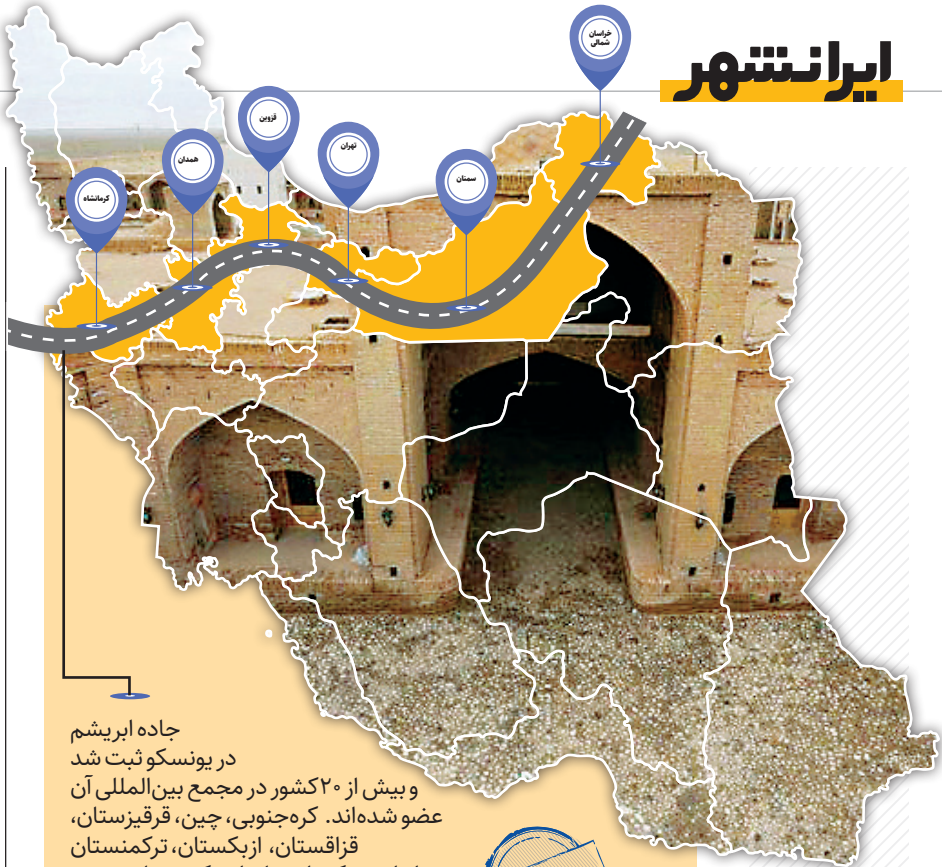 ایرانشهر
خراسان
شمالی
قزوین
تهران
همدان
سمنان
کرمانشاه
جاده ابریشم
در یونسکو ثبت شد
و بیش از ۲۰کشور در مجمع بین‌المللی آن
عضو شده‌اند. کره‌جنوبی، چین، قرقیزستان،
قزاقستان، ازبکستان، ترکمنستان